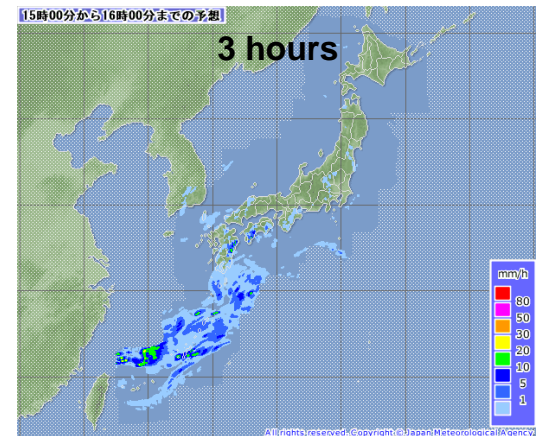 15時00分から16時00分までの予想
3 hours
mm/h
80
50
30
20
10
5
1
All rights reserved. Copyright © Japan Meteorological Agency